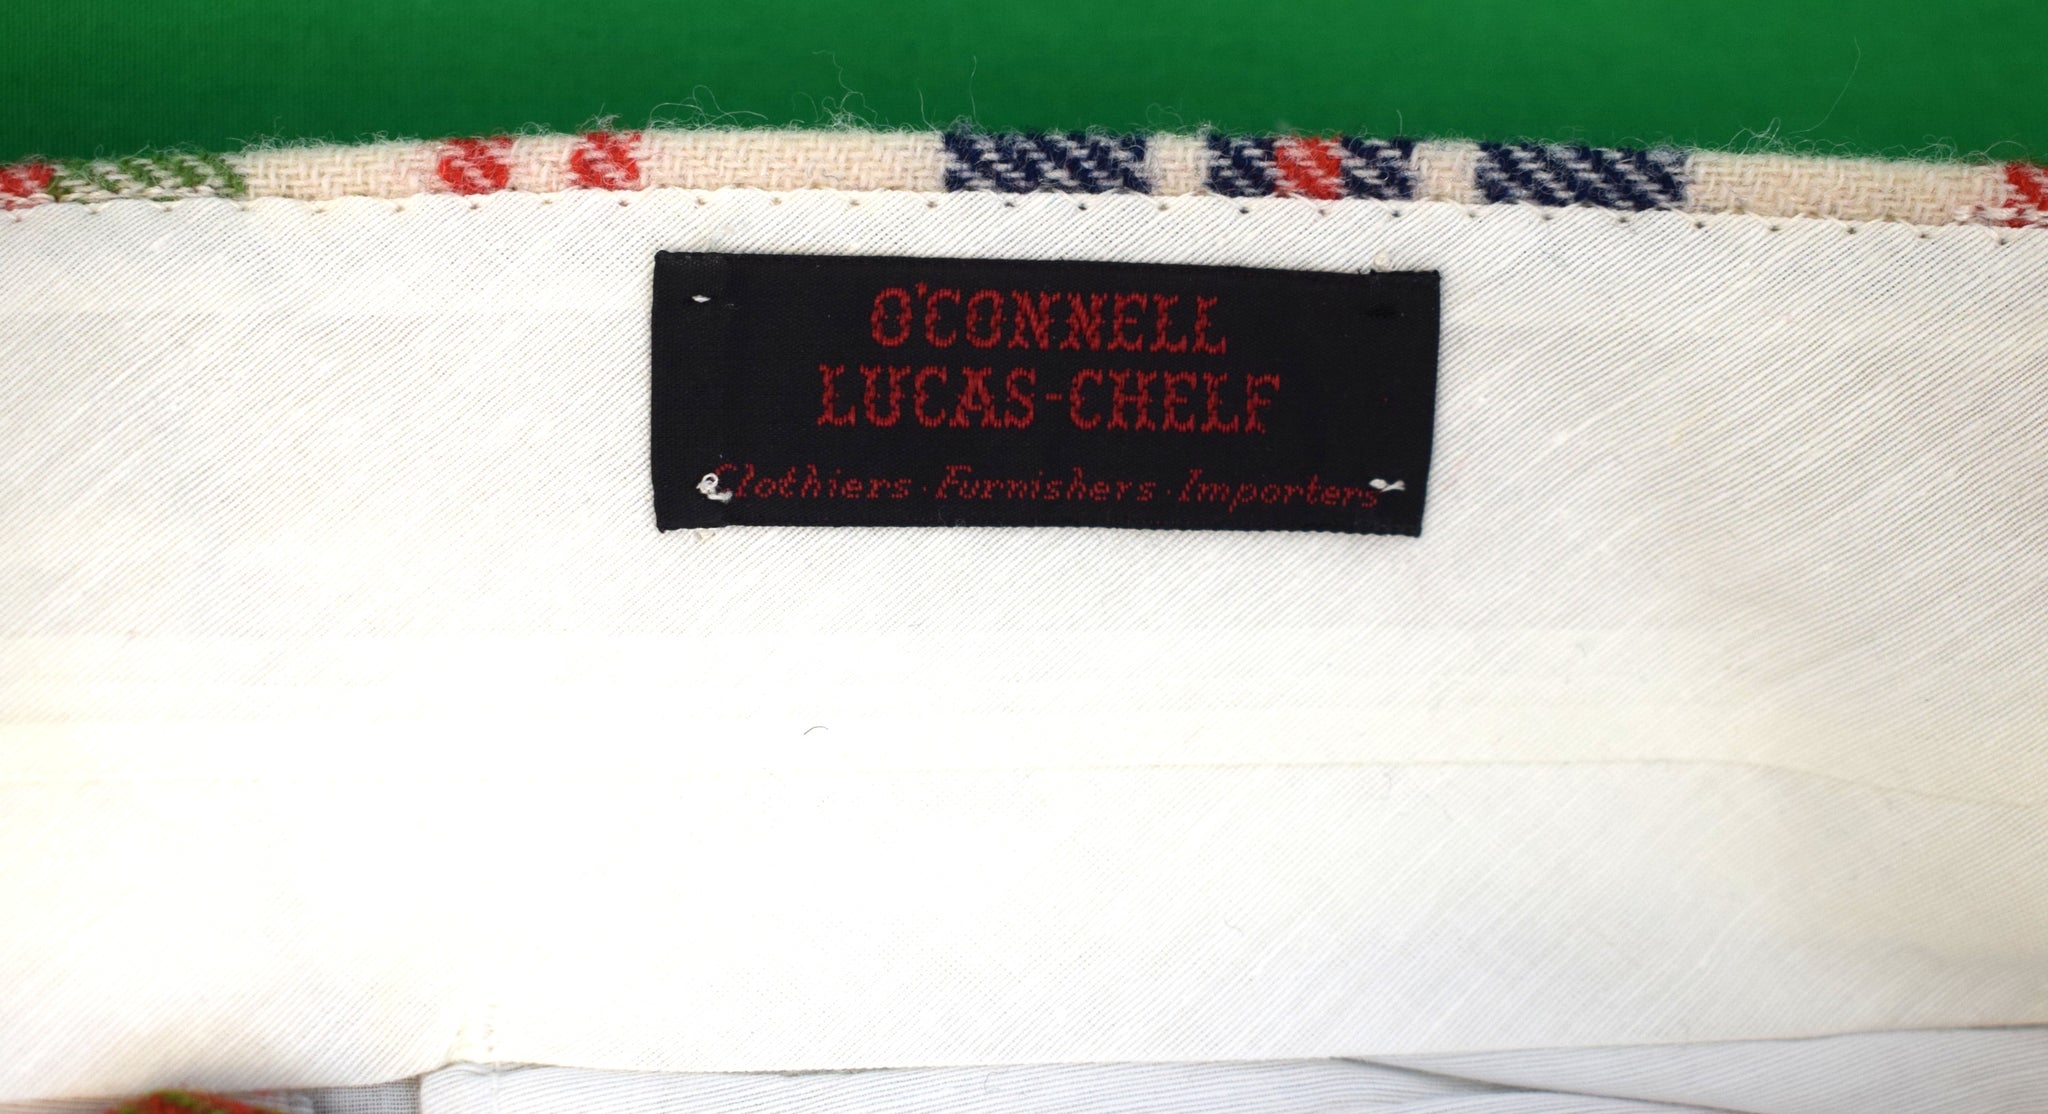 O'CONNELL
LUCAS-CHELF
Clothiers · Furnishers · Importers